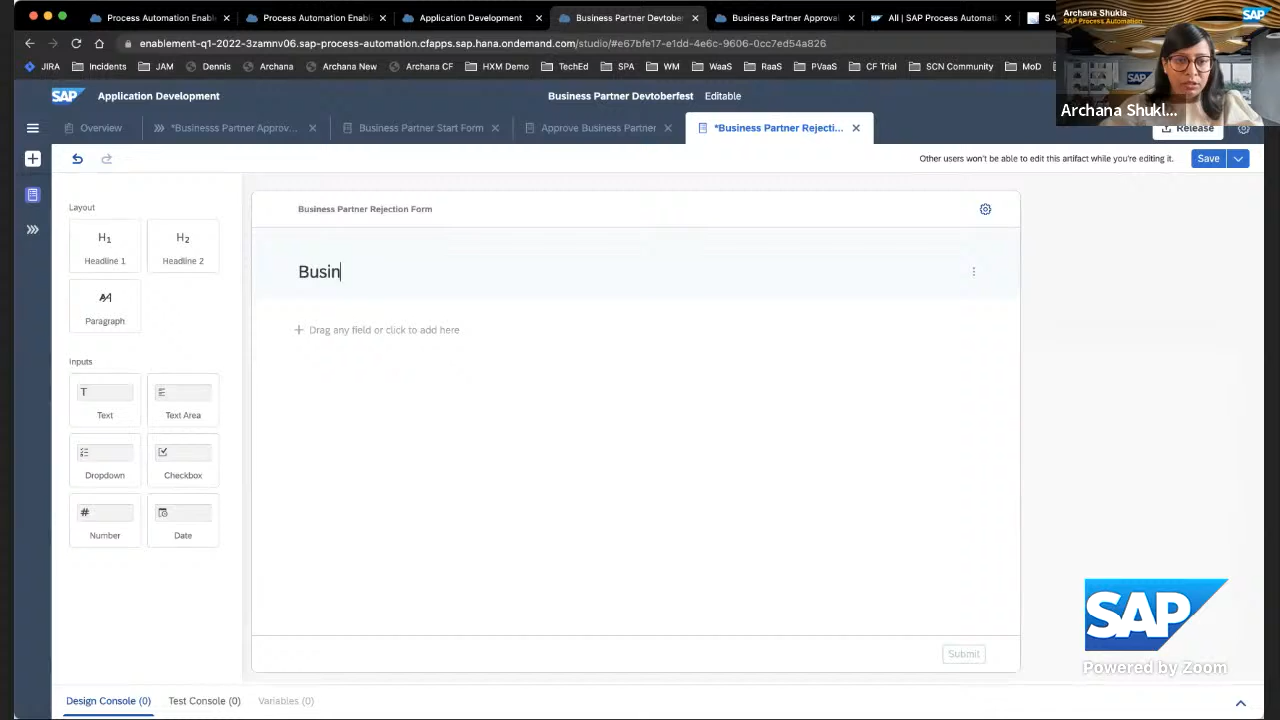 Process Automation Enabl
Process Automation Enabl
Application Development
Business Partner Devtober
Business Partner Approval
All | SAP Process Automati
SA
enablement-q1-2022-3zamnv06.sap-process-automation.cfapps.sap.hana.ondemand.com/studio/#e67bfe17-e1dd-4e6c-9606-0cc7ed54a826
JIRA
Incidents
JAM
Dennis
Archana
Archana New
Archana CF
HXM Demo
TechEd
SPA
WM
WaaS
RaaS
PVaaS
CF Trial
SCN Community
MoD
Archana Shukla
SAP Process Automation
SAP
SAP
Archana Shukl...
SAP
Application Development
Business Partner Devtoberfest
Editable
Overview
*Businesss Partner Approv...
Business Partner Start Form
Approve Business Partner
*Business Partner Rejecti...
Release
Other users won't be able to edit this artifact while you're editing it.
Save
Layout
H1
Headline 1
H2
Headline 2
Paragraph
Inputs
Text
Text Area
Dropdown
Checkbox
Number
Date
Business Partner Rejection Form
Busin
+ Drag any field or click to add here
Submit
SAP
Powered by Zoom
Design Console (0)
Test Console (0)
Variables (0)